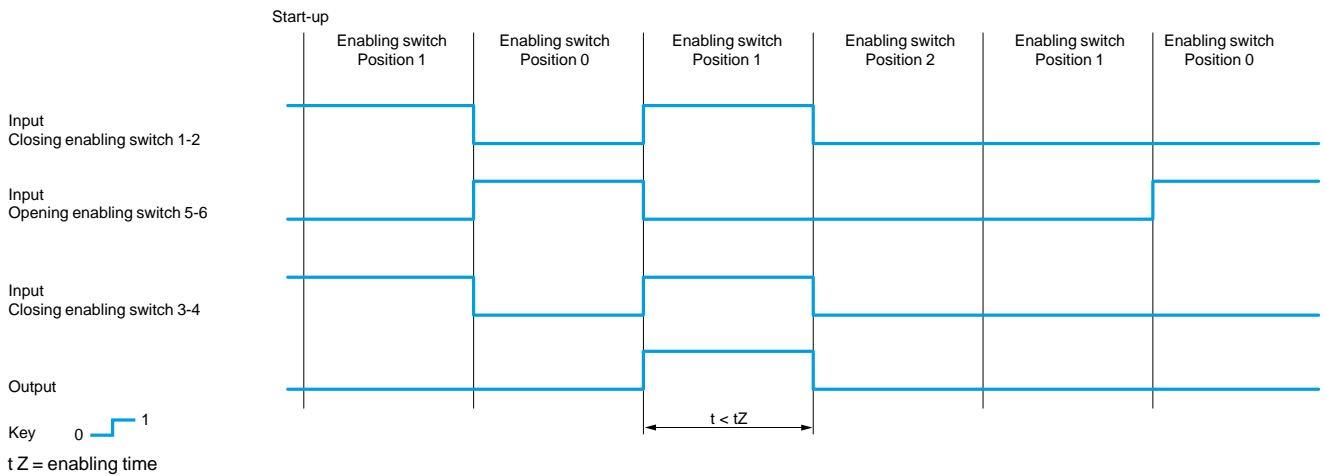 Start-up
Enabling switch
Position 1
Enabling switch
Position 0
Enabling switch
Position 1
Enabling switch
Position 2
Enabling switch
Position 1
Enabling switch
Position 0
Input
Closing enabling switch 1-2
Input
Opening enabling switch 5-6
Input
Closing enabling switch 3-4
Output
t < tZ
Key 0 1
t Z = enabling time